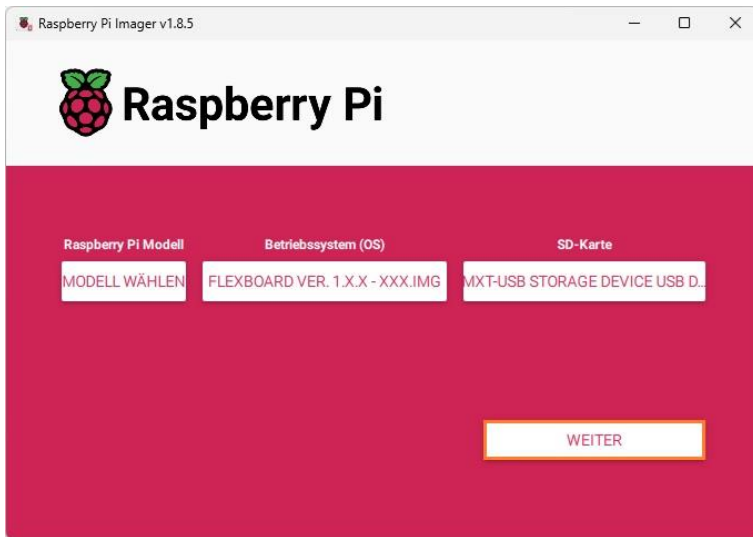 Raspberry Pi Imager v1.8.5
Raspberry Pi
Raspberry Pi Modell
Betriebssystem (OS)
SD-Karte
MODELL WÄHLEN
FLEXBOARD VER. 1.X.X - XXX.IMG
MXT-USB STORAGE DEVICE USB D...
WEITER